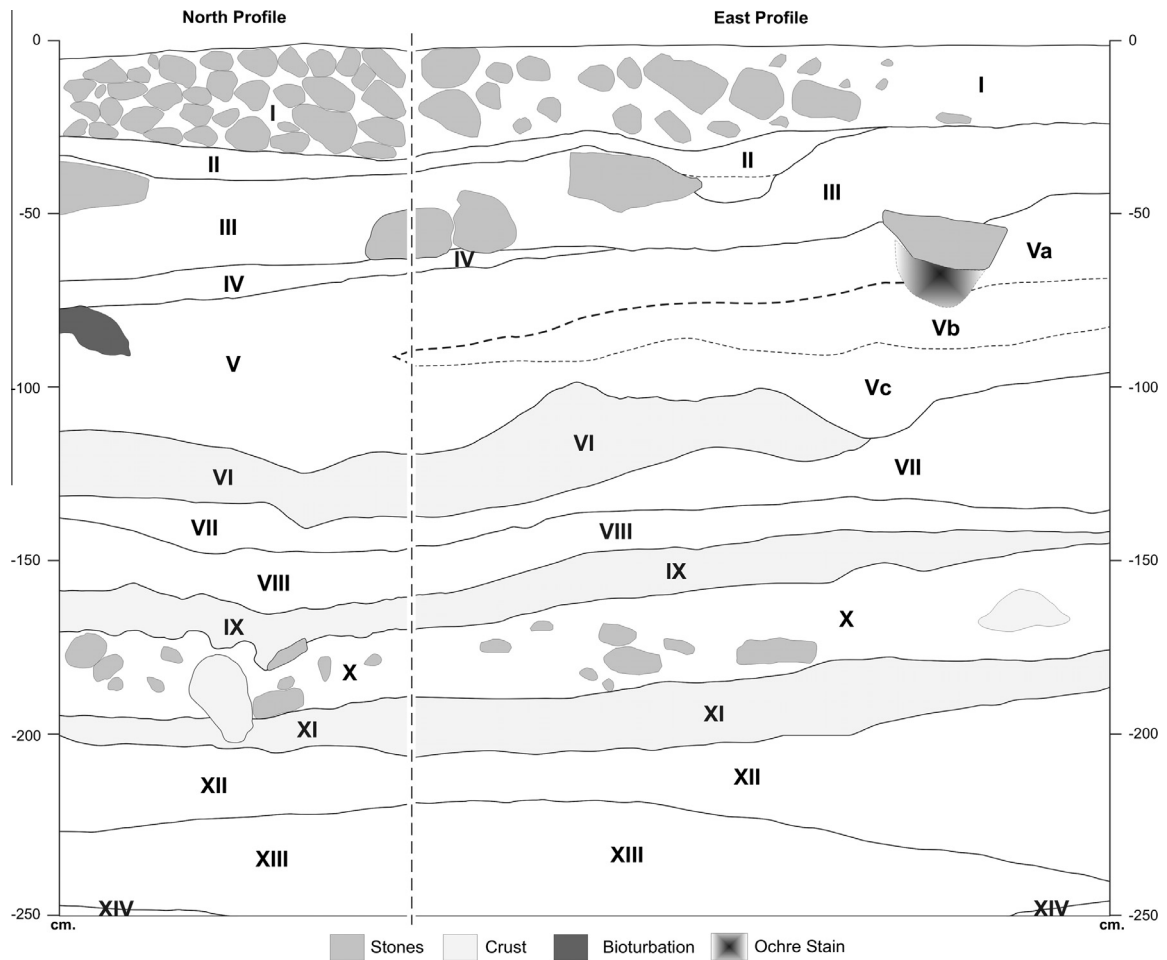 North Profile East Profile
0 0
I I
II II
III III
-50 -50
IV IV Va
Vb
V
-100 Vc -100
VI VI
VII VII
VIII
-150 -150
VIII IX
IX X
X
XI XI
-200 -200
XII XII
XIII XIII
XIV XIV
-250 -250
cm. cm.
Stones Crust Bioturbation Ochre Stain